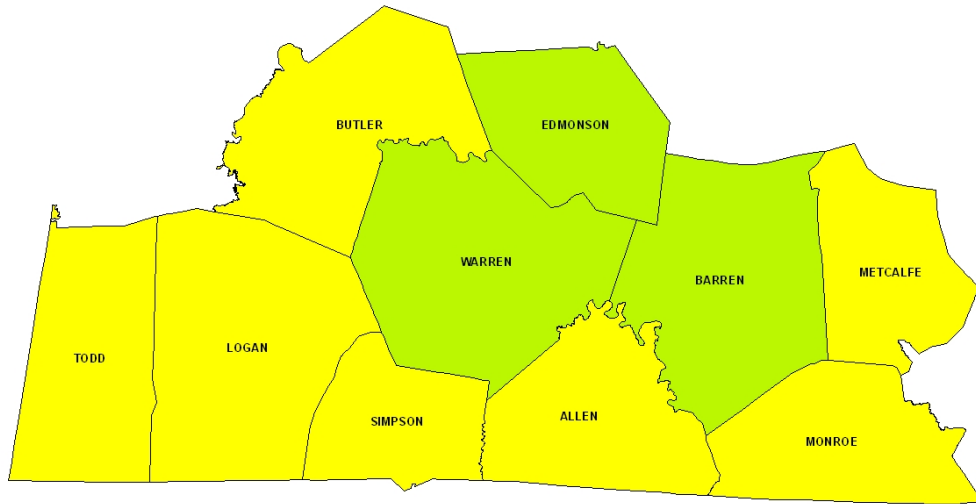 BUTLER
EDMONSON
WARREN
BARREN
METCALFE
TODD
LOGAN
SIMPSON
ALLEN
MONROE